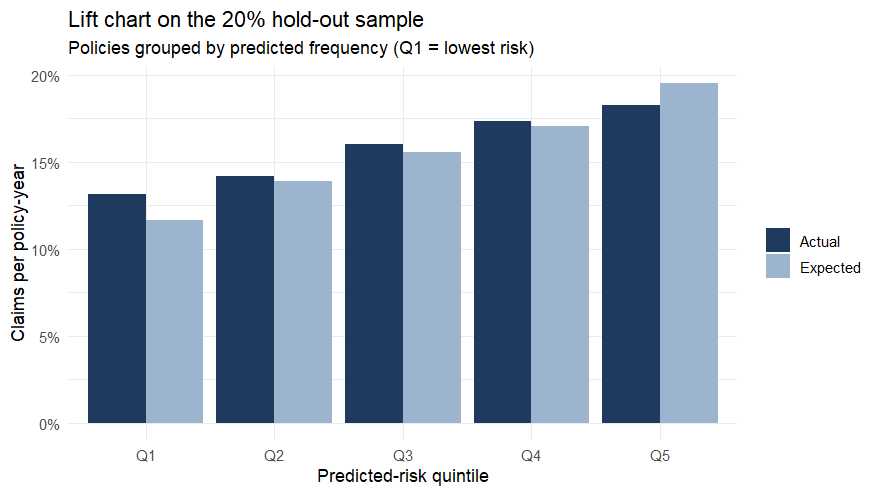 Lift chart on the 20% hold-out sample
Policies grouped by predicted frequency (Q1 = lowest risk)
Claims per policy-year
20%
15%
10%
5%
0%
Q1 Q2 Q3 Q4 Q5
Predicted-risk quintile
Actual
Expected